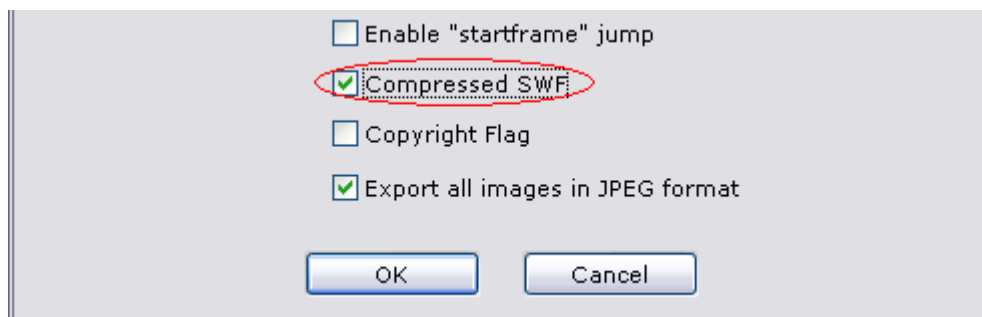 Enable "startframe" jump
Compressed SWF
Copyright Flag
Export all images in JPEG format
OK Cancel